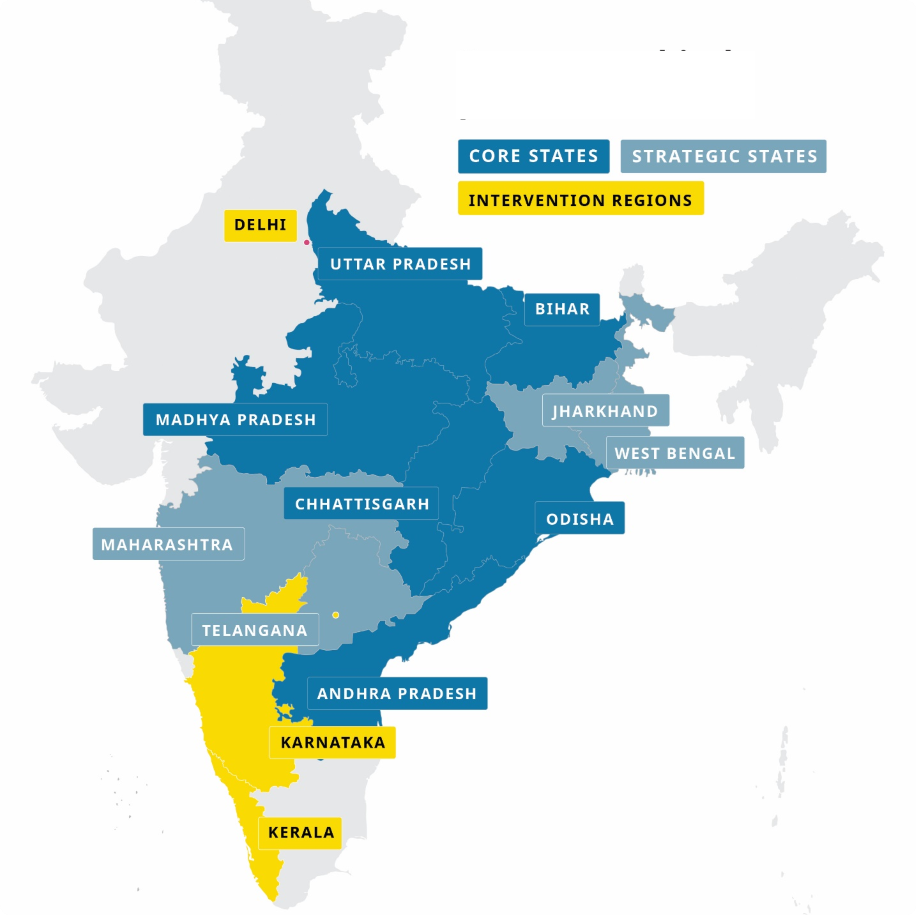 CORE STATES
STRATEGIC STATES
INTERVENTION REGIONS
DELHI
UTTAR PRADESH
BIHAR
MADHYA PRADESH
JHARKHAND
WEST BENGAL
CHHATTISGARH
ODISHA
MAHARASHTRA
TELANGANA
ANDHRA PRADESH
KARNATAKA
KERALA